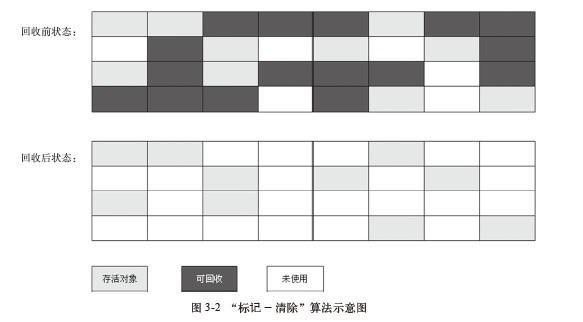 回收前状态：
回收后状态：
存活对象
可回收
未使用
图 3-2 “标记－清除”算法示意图